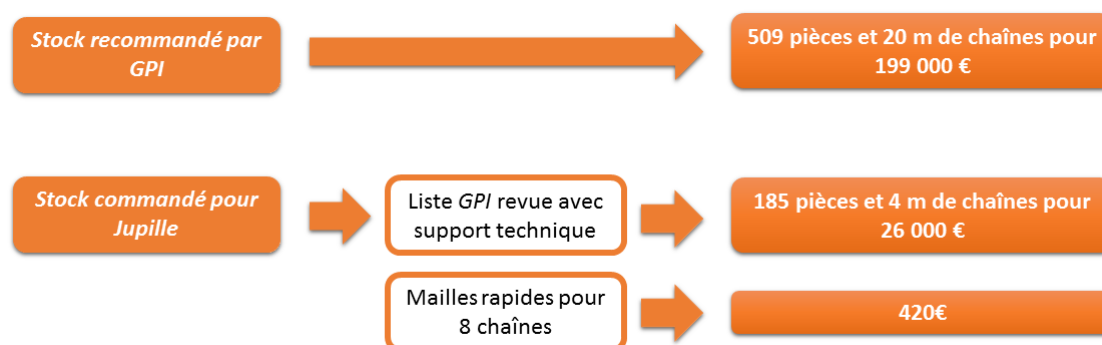 Stock recommandé par
GPI
509 pièces et 20 m de chaînes pour
199 000 €
Stock commandé pour
Jupille
Liste GPI revue avec
support technique
185 pièces et 4 m de chaînes pour
26 000 €
Mailles rapides pour
8 chaînes
420€